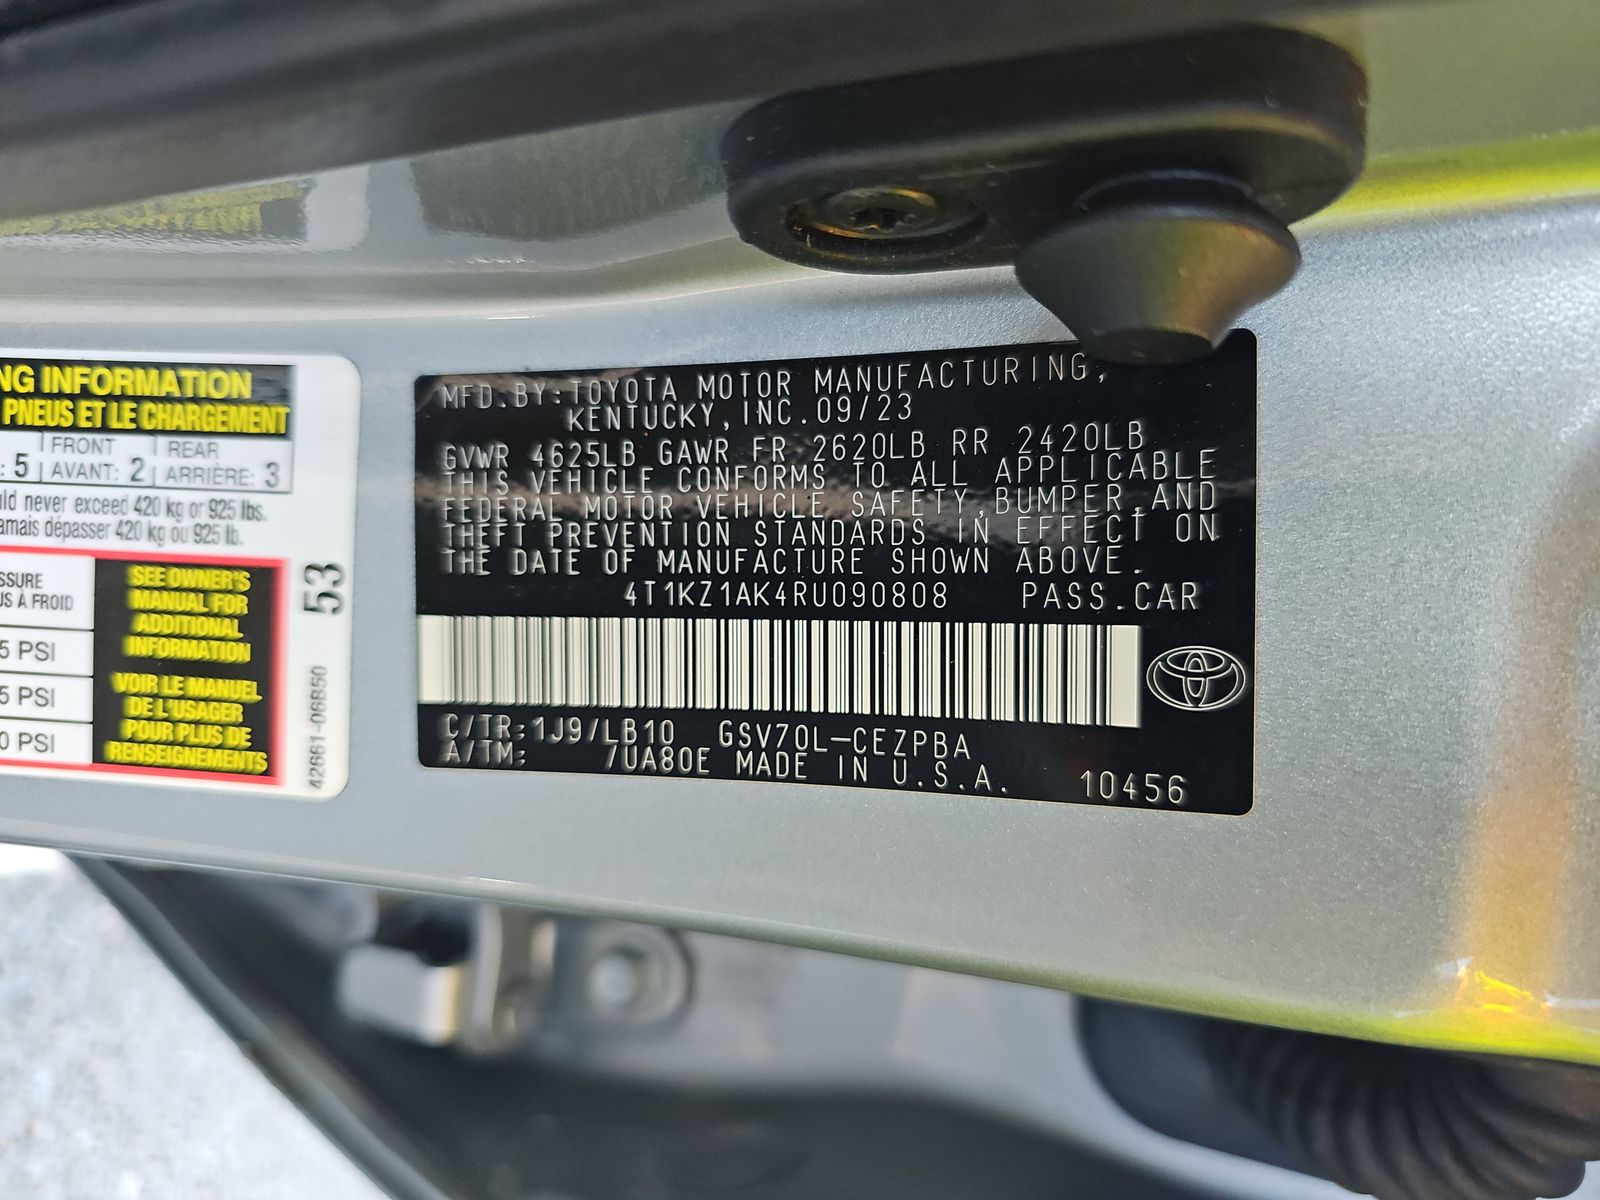 NG INFORMATION
PNEUS ET LE CHARGEMENT
FRONT REAR
: 5 AVANT: 2 ARRIÈRE: 3
uld never exceed 420 kg or 925 lbs.
amais dépasser 420 kg ou 925 lb.
SSURE
US À FROID
5 PSI
5 PSI
0 PSI
SEE OWNER'S
MANUAL FOR
ADDITIONAL
INFORMATION
VOIR LE MANUEL
DE L'USAGER
POUR PLUS DE
RENSEIGNEMENTS
53
42661-06B50
MFD.BY:TOYOTA MOTOR MANUFACTURING,
KENTUCKY,INC.09/23
GVWR 4625LB GAWR FR 2620LB RR 2420LB
THIS VEHICLE CONFORMS TO ALL APPLICABLE
FEDERAL MOTOR VEHICLE SAFETY,BUMPER,AND
THEFT PREVENTION STANDARDS IN EFFECT ON
THE DATE OF MANUFACTURE SHOWN ABOVE.
4T1KZ1AK4RU090808 PASS.CAR
C/TR:1J9/LB10 GSV70L-CEZPBA
A/TM: 7UA80E MADE IN U.S.A. 10456